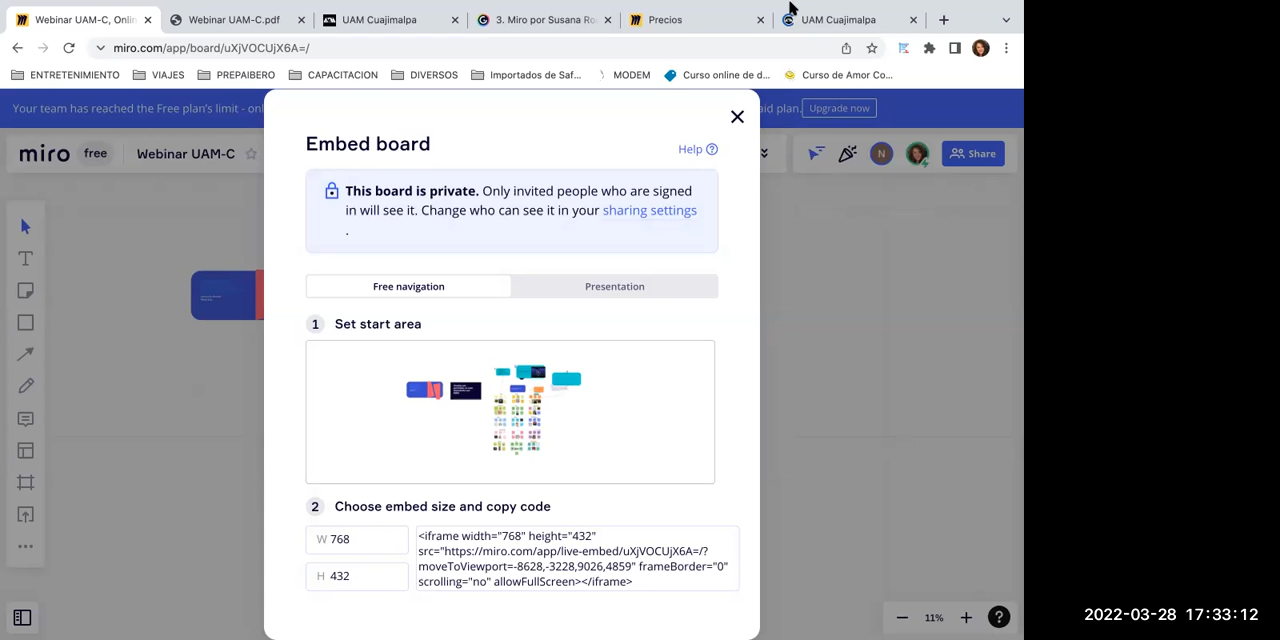 Webinar UAM-C, Onlin
Webinar UAM-C.pdf
UAM Cuajimalpa
3. Miro por Susana Ro
Precios
UAM Cuajimalpa
miro.com/app/board/uXjVOCUjX6A=/
ENTRETENIMIENTO
VIAJES
PREPAIBERO
CAPACITACION
DIVERSOS
Importados de Saf...
MODEM
Curso online de d...
Curso de Amor Co...
Your team has reached the Free plan's limit - onl
aid plan.
Upgrade now
miro
free
Webinar UAM-C
N
Share
Embed board
Help
This board is private. Only invited people who are signed
in will see it. Change who can see it in your sharing settings
.
Free navigation
Presentation
1 Set start area
2 Choose embed size and copy code
W 768
H 432
<iframe width="768" height="432"
src="https://miro.com/app/live-embed/uXjVOCUjX6A=/?
moveToViewport=-8628,-3228,9026,4859" frameBorder="0"
scrolling="no" allowFullScreen></iframe>
11%
2022-03-28 17:33:12